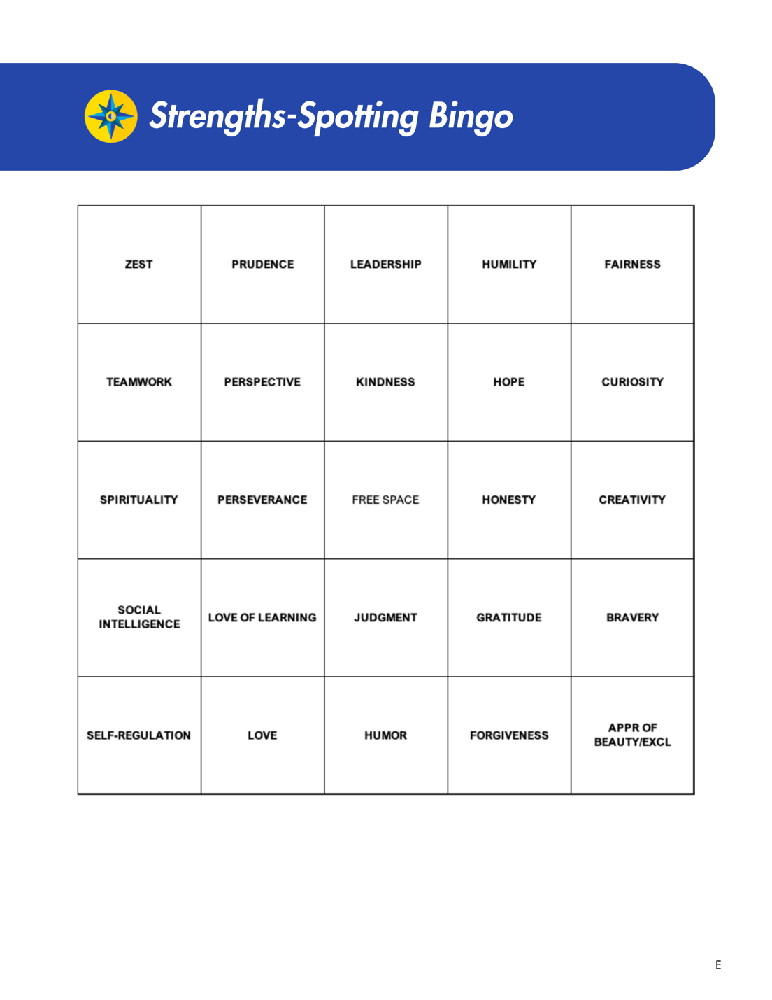 Strengths-Spotting Bingo
ZEST
PRUDENCE
LEADERSHIP
HUMILITY
FAIRNESS
TEAMWORK
PERSPECTIVE
KINDNESS
HOPE
CURIOSITY
SPIRITUALITY
PERSEVERANCE
FREE SPACE
HONESTY
CREATIVITY
SOCIAL
INTELLIGENCE
LOVE OF LEARNING
JUDGMENT
GRATITUDE
BRAVERY
SELF-REGULATION
LOVE
HUMOR
FORGIVENESS
APPR OF
BEAUTY/EXCL
E